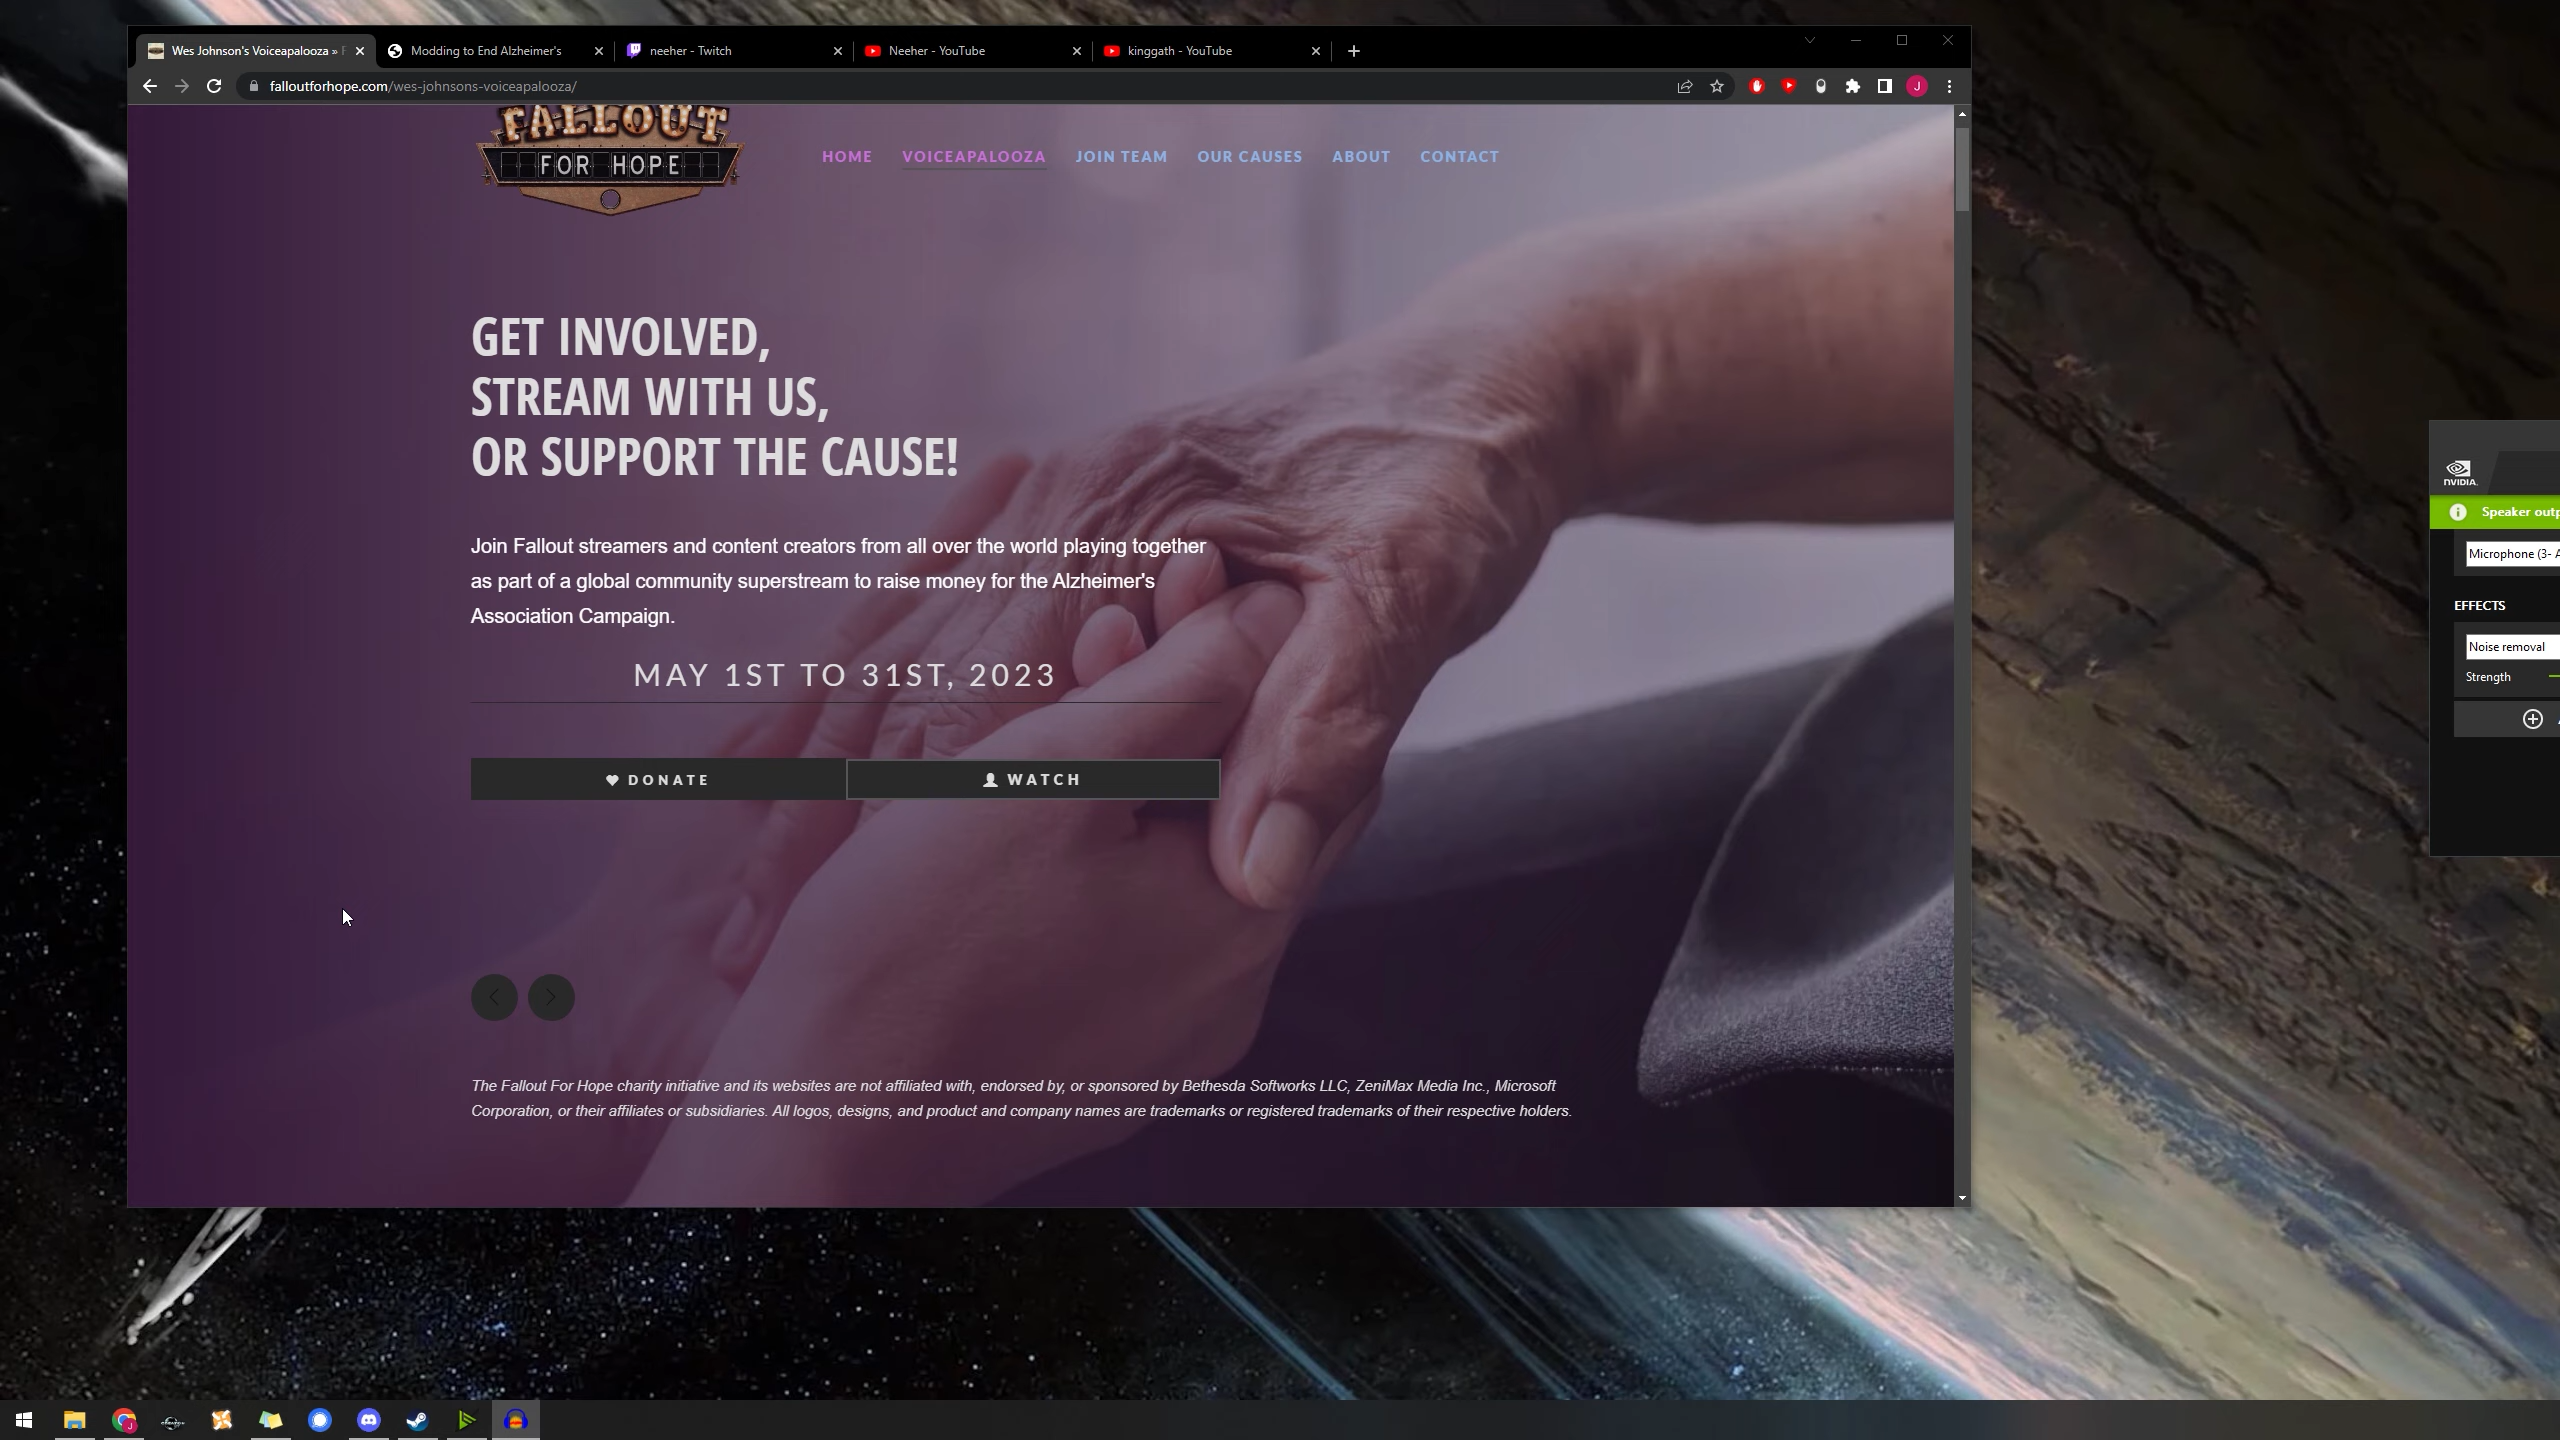 Wes Johnson's Voiceapalooza » F
Modding to End Alzheimer's
neeher - Twitch
Neeher - YouTube
kinggath - YouTube
falloutforhope.com/wes-johnsons-voiceapalooza/
J
FALLOUT
FOR HOPE
HOME
VOICEAPALOOZA
JOIN TEAM
OUR CAUSES
ABOUT
CONTACT
GET INVOLVED,
STREAM WITH US,
OR SUPPORT THE CAUSE!
Join Fallout streamers and content creators from all over the world playing together
as part of a global community superstream to raise money for the Alzheimer's
Association Campaign.
MAY 1ST TO 31ST, 2023
DONATE
WATCH
The Fallout For Hope charity initiative and its websites are not affiliated with, endorsed by, or sponsored by Bethesda Softworks LLC, ZeniMax Media Inc., Microsoft
Corporation, or their affiliates or subsidiaries. All logos, designs, and product and company names are trademarks or registered trademarks of their respective holders.
NVIDIA.
Speaker outp
Microphone (3- A
EFFECTS
Noise removal
Strength